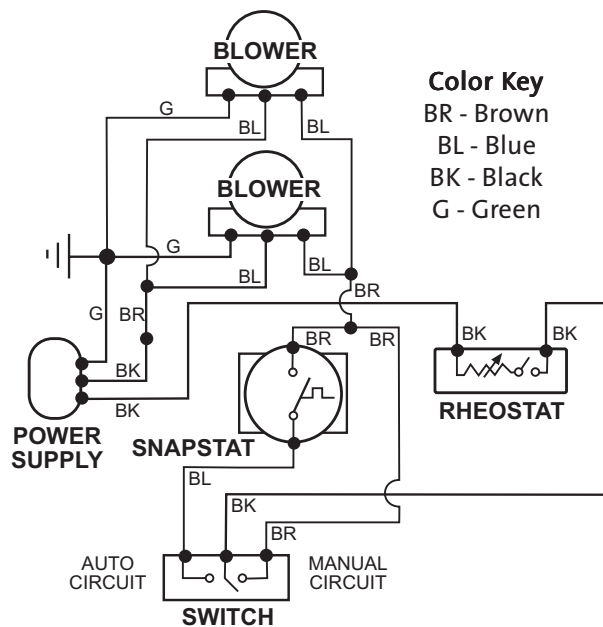 BLOWER
G
BL
BL
Color Key
BR - Brown
BL - Blue
BK - Black
G - Green
BLOWER
G
BL
BL
G
BR
BR
BK
BK
BR
BR
BK
BK
POWER
SUPPLY
SNAPSTAT
RHEOSTAT
BL
BK
BR
AUTO
CIRCUIT
MANUAL
CIRCUIT
SWITCH